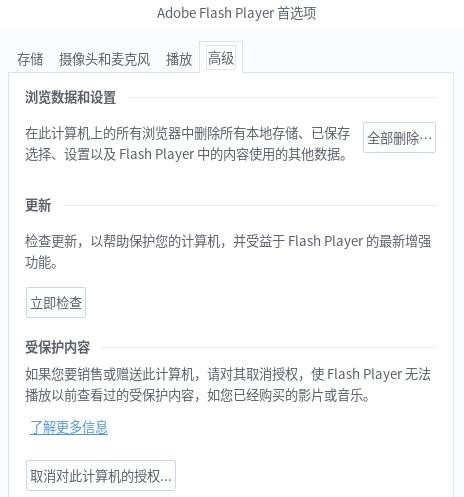 Adobe Flash Player 首选项
存储 摄像头和麦克风 播放 高级
浏览数据和设置
在此计算机上的所有浏览器中删除所有本地存储、已保存
选择、设置以及 Flash Player 中的内容使用的其他数据。
全部删除…
更新
检查更新，以帮助保护您的计算机，并受益于 Flash Player 的最新增强
功能。
立即检查
受保护内容
如果您要销售或赠送此计算机，请对其取消授权，使 Flash Player 无法
播放以前查看过的受保护内容，如您已经购买的影片或音乐。
了解更多信息
取消对此计算机的授权...